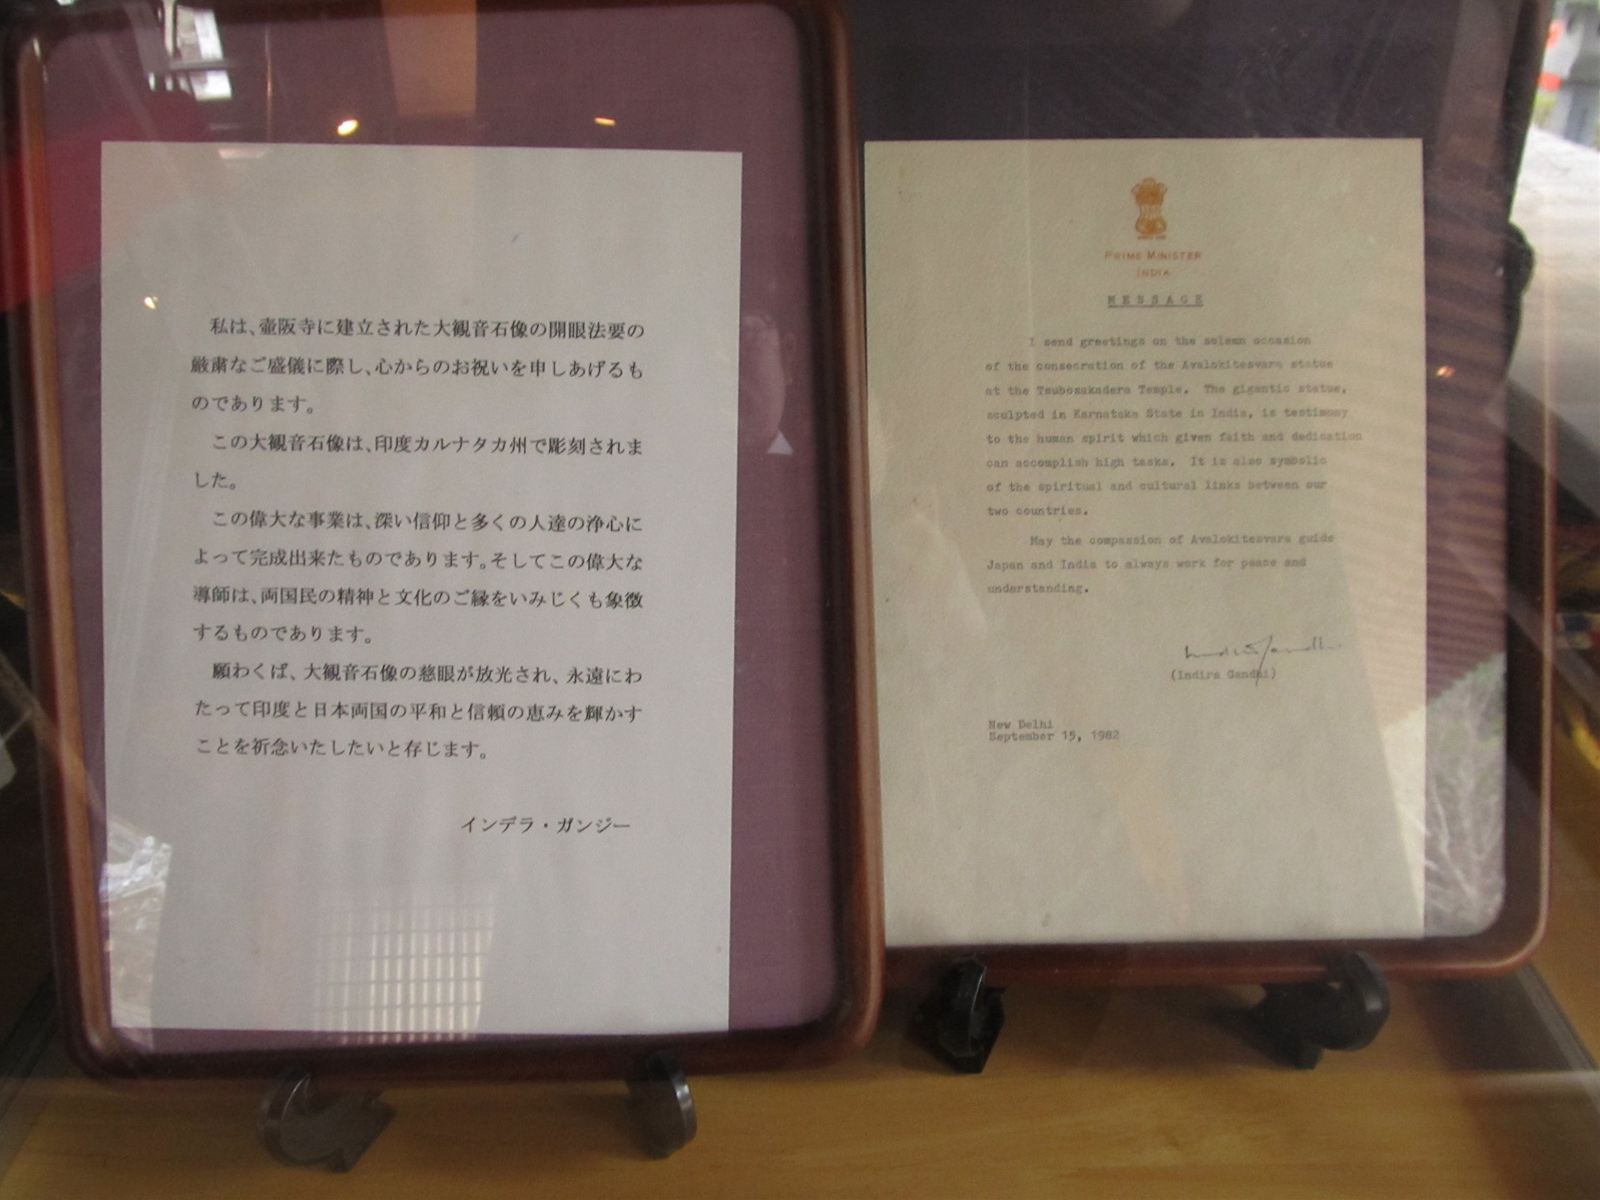 私は、壷阪寺に建立された大観音石像の開眼法要の
厳粛なご盛儀に際し、心からのお祝いを申しあげるも
のであります。
この大観音石像は、印度カルナタカ州で彫刻されま
した。
この偉大な事業は、深い信仰と多くの人達の浄心に
よって完成出来たものであります。そしてこの偉大な
導師は、両国民の精神と文化のご縁をいみじくも象徴
するものであります。
願わくば、大観音石像の慈眼が放光され、永遠にわ
たって印度と日本両国の平和と信頼の恵みを輝かす
ことを祈念いたしたいと存じます。
インデラ・ガンジー
PRIME MINISTER
INDIA
MESSAGE
I send greetings on the solemn occasion
of the consecration of the Avalokitesvara statue
at the Tsubosakadera Temple. The gigantic statue,
sculpted in Karnataka State in India, is testimony
to the human spirit which given faith and dedication
can accomplish high tasks. It is also symbolic
of the spiritual and cultural links between our
two countries.
May the compassion of Avalokitesvara guide
Japan and India to always work for peace and
understanding.
Indira Gandhi
(Indira Gandhi)
New Delhi
September 15, 1982